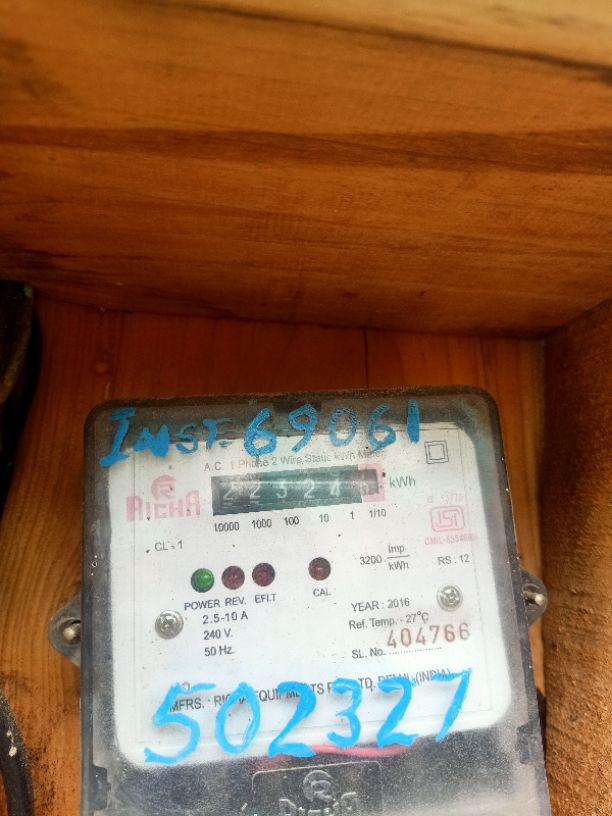 INST. 69061
A.C. 1 Phase 2 Wire Static kWh Meter
RICHA
kWh
10000 1000 100 10 1 1/10
CL - 1
3200 Imp/kWh
RS : 12
POWER REV. EFLT CAL
2.5-10 A
240 V.
50 Hz.
YEAR : 2016
Ref. Temp. - 27°C
SL. No. 404766
502327
RICHA